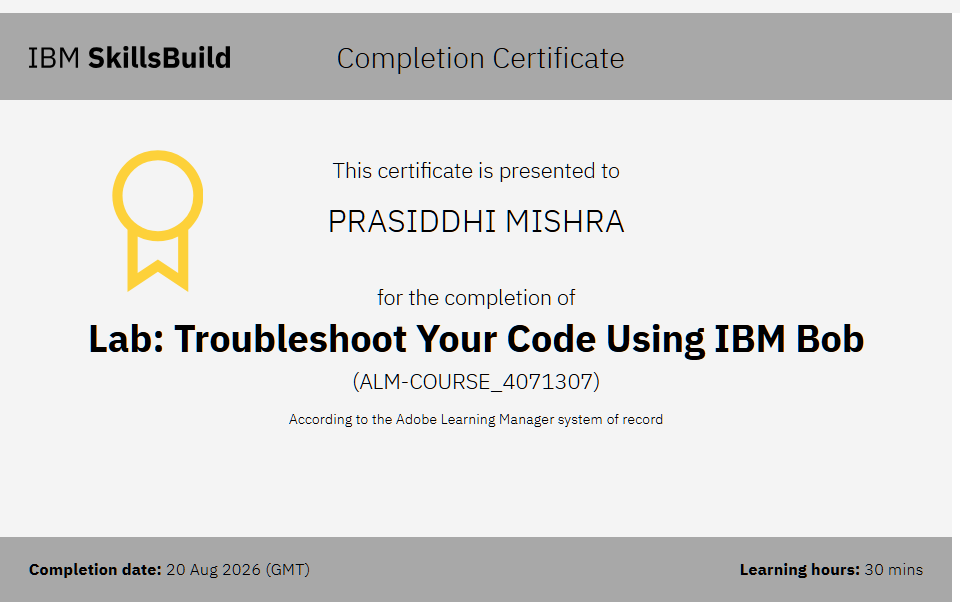 IBM SkillsBuild
Completion Certificate
This certificate is presented to
PRASIDDHI MISHRA
for the completion of
Lab: Troubleshoot Your Code Using IBM Bob
(ALM-COURSE_4071307)
According to the Adobe Learning Manager system of record
Completion date: 20 Aug 2026 (GMT)
Learning hours: 30 mins